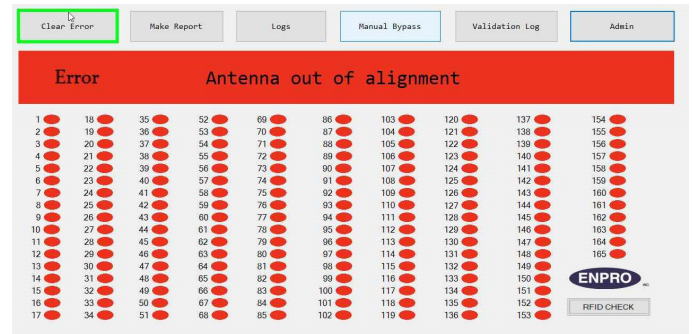 Clear Error Make Report Logs Manual Bypass Validation Log Admin
Error Antenna out of alignment
1 18 35 52 69 86 103 120 137 154
2 19 36 53 70 87 104 121 138 155
3 20 37 54 71 88 105 122 139 156
4 21 38 55 72 89 106 123 140 157
5 22 39 56 73 90 107 124 141 158
6 23 40 57 74 91 108 125 142 159
7 24 41 58 75 92 109 126 143 160
8 25 42 59 76 93 110 127 144 161
9 26 43 60 77 94 111 128 145 162
10 27 44 61 78 95 112 129 146 163
11 28 45 62 79 96 113 130 147 164
12 29 46 63 80 97 114 131 148 165
13 30 47 64 81 98 115 132 149
14 31 48 65 82 99 116 133 150 ENPRO
15 32 49 66 83 100 117 134 151
16 33 50 67 84 101 118 135 152 RFID CHECK
17 34 51 68 85 102 119 136 153